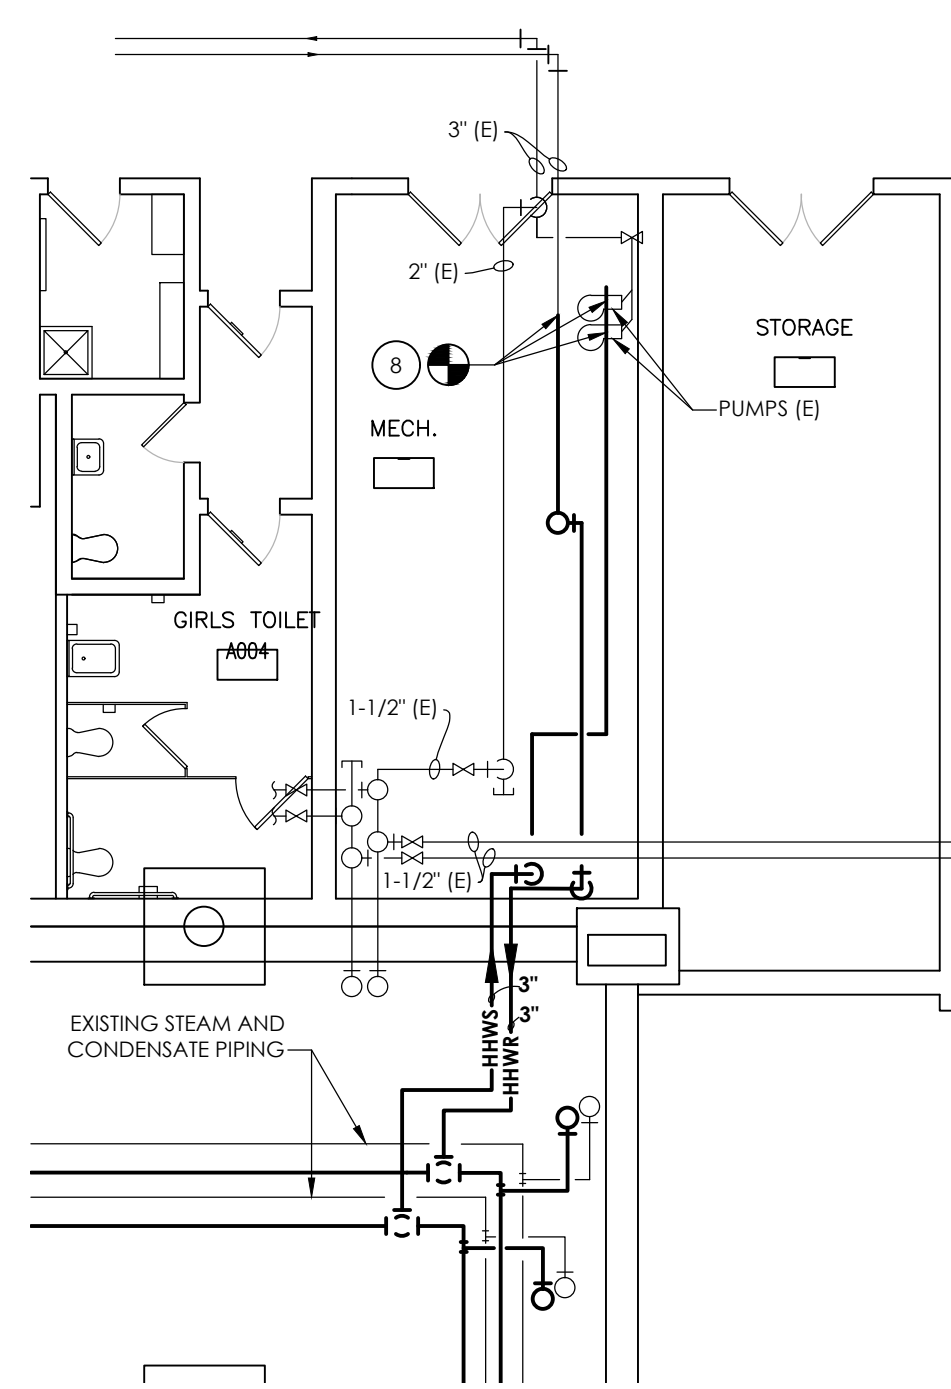 3" (E)
2" (E)
STORAGE
8
PUMPS (E)
MECH.
GIRLS TOILET
A004
1-1/2" (E)
1-1/2" (E)
3"
3"
HHWS
HHWR
EXISTING STEAM AND
CONDENSATE PIPING